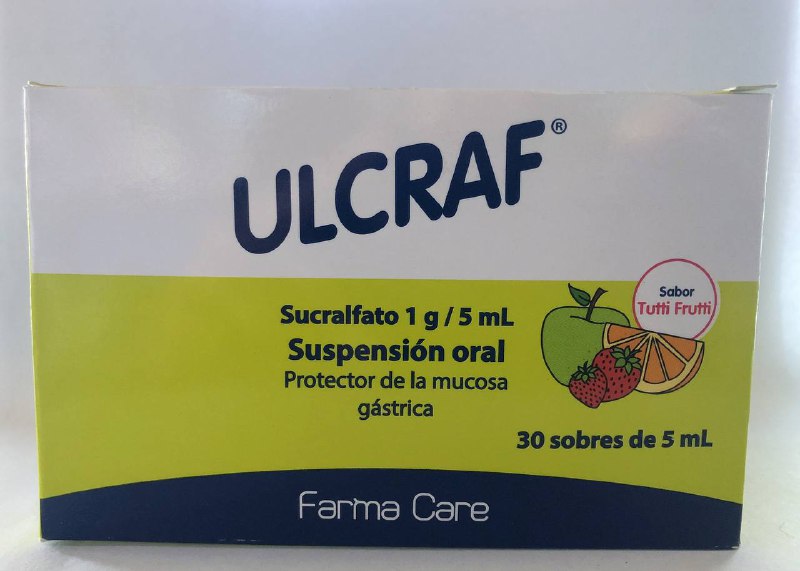 ULCRAF®
Sucralfato 1 g / 5 mL
Suspensión oral
Protector de la mucosa
gástrica
Sabor
Tutti Frutti
30 sobres de 5 mL
Farma Care